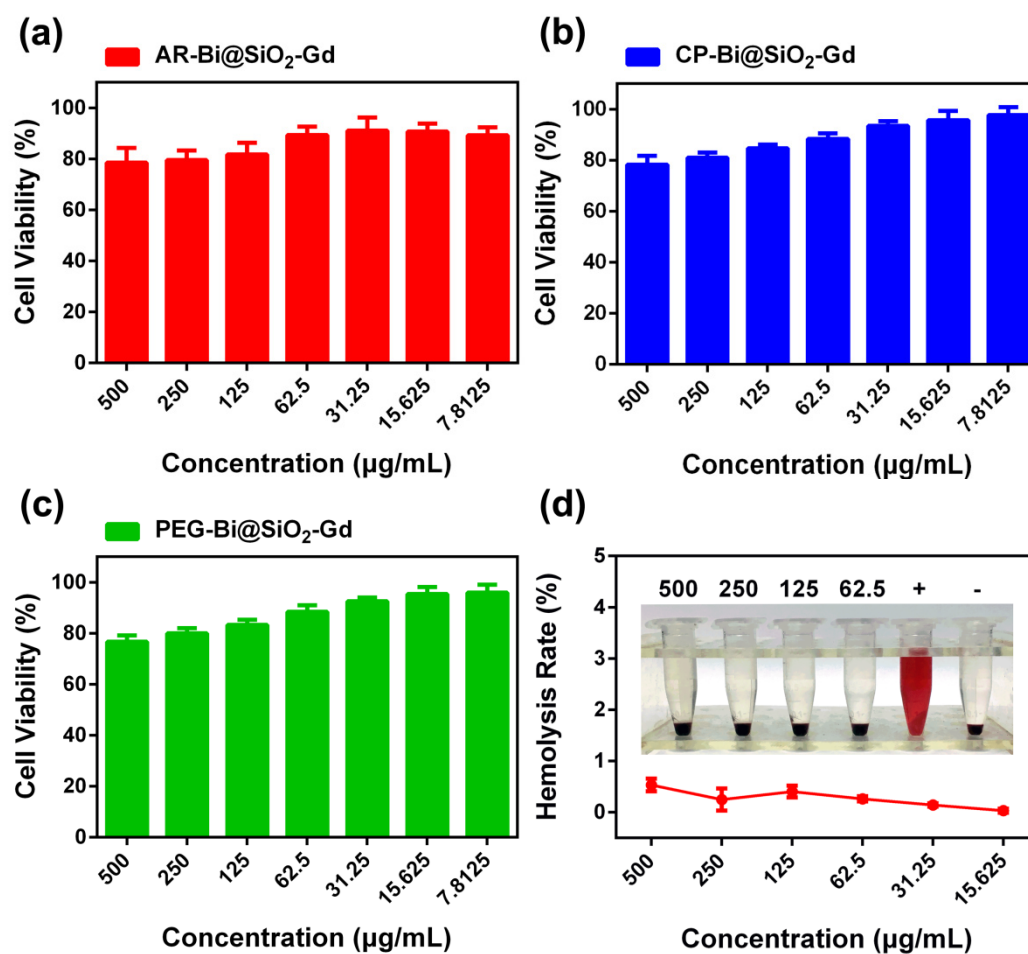 (a)
AR-Bi@SiO₂-Gd
Cell Viability (%)
100
80
60
40
20
0
500 250 125 62.5 31.25 15.625 7.8125
Concentration (µg/mL)
(b)
CP-Bi@SiO₂-Gd
Cell Viability (%)
100
80
60
40
20
0
500 250 125 62.5 31.25 15.625 7.8125
Concentration (µg/mL)
(c)
PEG-Bi@SiO₂-Gd
Cell Viability (%)
100
80
60
40
20
0
500 250 125 62.5 31.25 15.625 7.8125
Concentration (µg/mL)
(d)
Hemolysis Rate (%)
5
4
3
2
1
0
500 250 125 62.5 + -
500 250 125 62.5 31.25 15.625
Concentration (µg/mL)